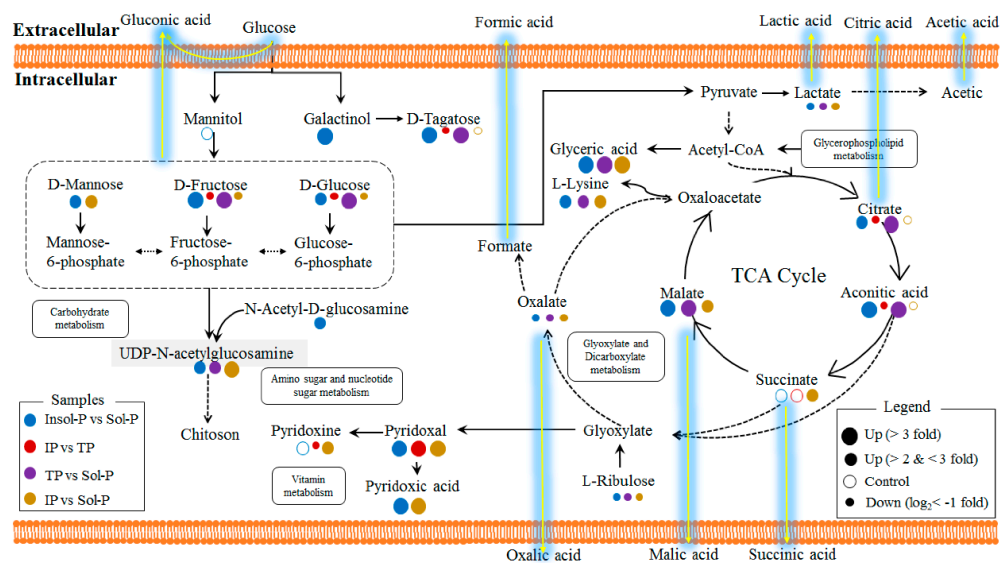 Extracellular
Gluconic acid
Glucose
Formic acid
Lactic acid
Citric acid
Acetic acid
Intracellular
Mannitol
Galactinol
D-Tagatose
Pyruvate
Lactate
Acetic
Glyceric acid
Acetyl-CoA
Glycerophospholipid
metabolism
D-Mannose
D-Fructose
D-Glucose
L-Lysine
Oxaloacetate
Citrate
Mannose-
6-phosphate
Fructose-
6-phosphate
Glucose-
6-phosphate
Formate
TCA Cycle
Oxalate
Malate
Aconitic acid
Carbohydrate
metabolism
N-Acetyl-D-glucosamine
UDP-N-acetylglucosamine
Glyoxylate and
Dicarboxylate
metabolism
Amino sugar and nucleotide
sugar metabolism
Succinate
Samples
Insol-P vs Sol-P
IP vs TP
TP vs Sol-P
IP vs Sol-P
Chitoson
Pyridoxine
Pyridoxal
Glyoxylate
Vitamin
metabolism
Pyridoxic acid
L-Ribulose
Legend
Up (> 3 fold)
Up (> 2 & < 3 fold)
Control
Down (log₂< -1 fold)
Oxalic acid
Malic acid
Succinic acid